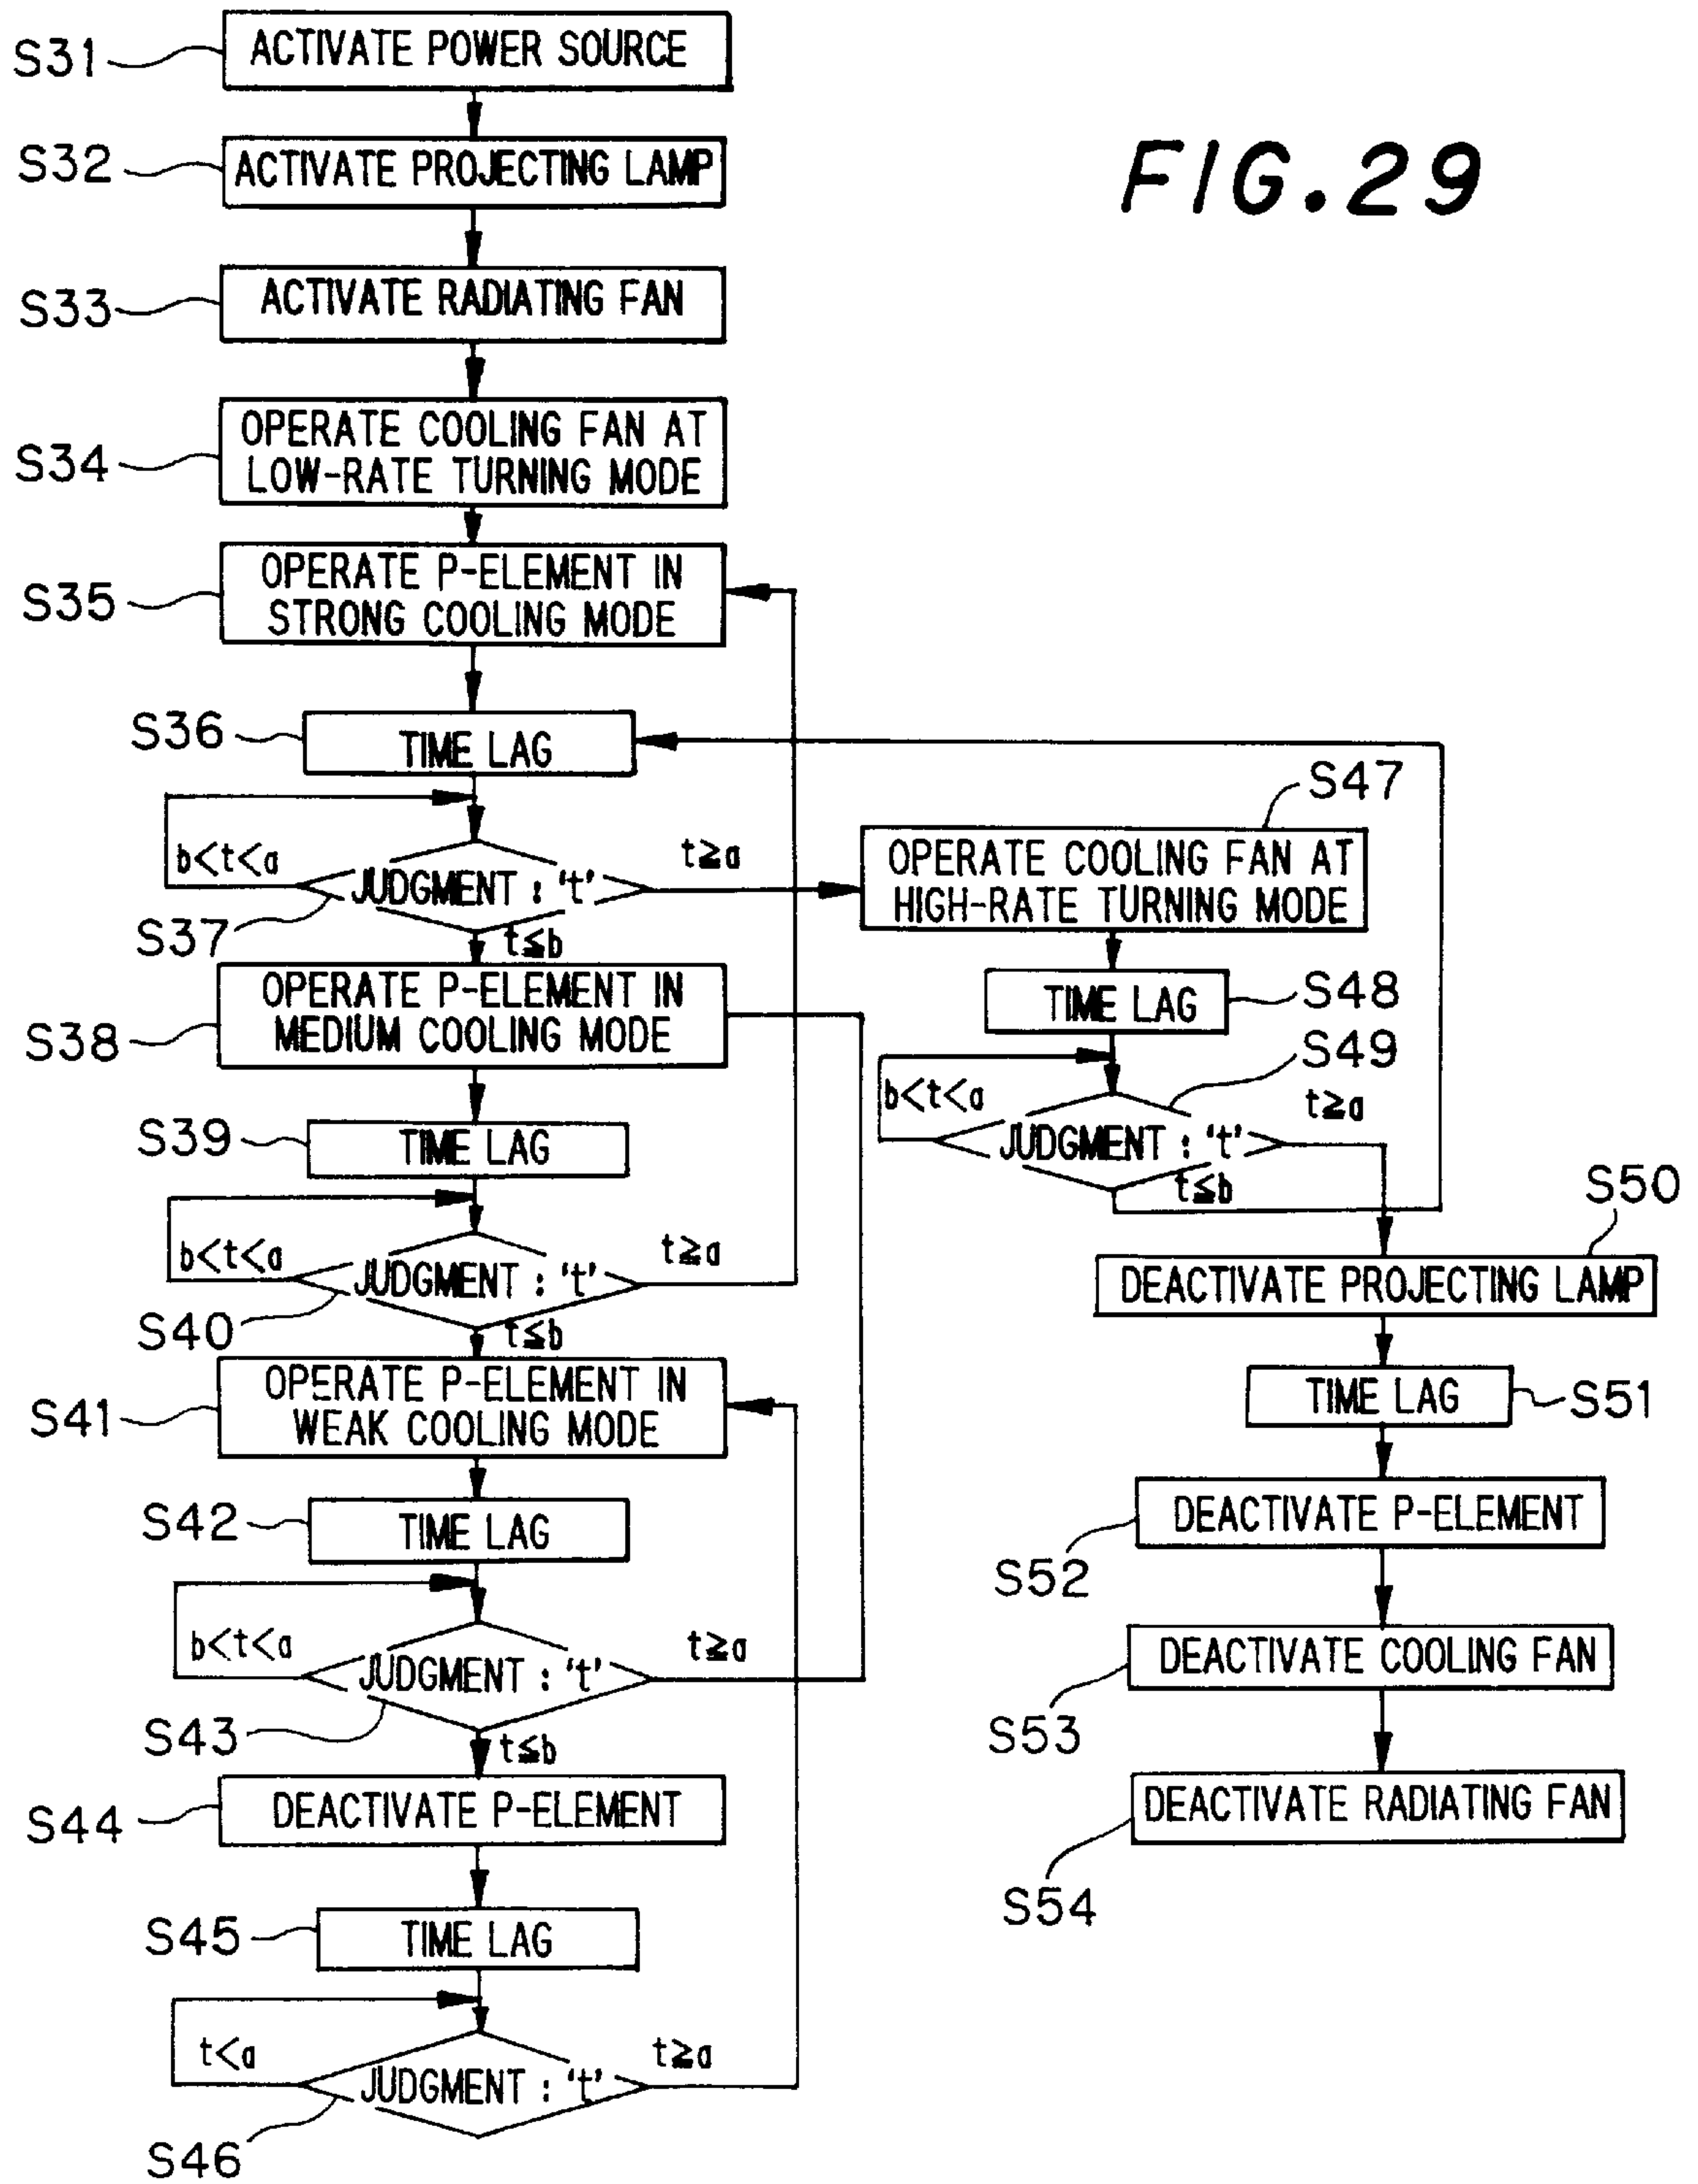 FIG.29
S31
ACTIVATE POWER SOURCE
S32
ACTIVATE PROJECTING LAMP
S33
ACTIVATE RADIATING FAN
S34
OPERATE COOLING FAN AT
LOW-RATE TURNING MODE
S35
OPERATE P-ELEMENT IN
STRONG COOLING MODE
S36
TIME LAG
b<t<a
JUDGMENT : 't'
t≧a
S37
t≦b
OPERATE P-ELEMENT IN
MEDIUM COOLING MODE
S38
S39
TIME LAG
b<t<a
JUDGMENT : 't'
t≧a
S40
t≦b
OPERATE P-ELEMENT IN
WEAK COOLING MODE
S41
S42
TIME LAG
b<t<a
JUDGMENT : 't'
t≧a
S43
t≦b
DEACTIVATE P-ELEMENT
S44
S45
TIME LAG
t<a
JUDGMENT : 't'
t≧a
S46
S47
OPERATE COOLING FAN AT
HIGH-RATE TURNING MODE
TIME LAG
S48
S49
b<t<a
JUDGMENT : 't'
t≧a
t≦b
S50
DEACTIVATE PROJECTING LAMP
TIME LAG
S51
DEACTIVATE P-ELEMENT
S52
DEACTIVATE COOLING FAN
S53
DEACTIVATE RADIATING FAN
S54